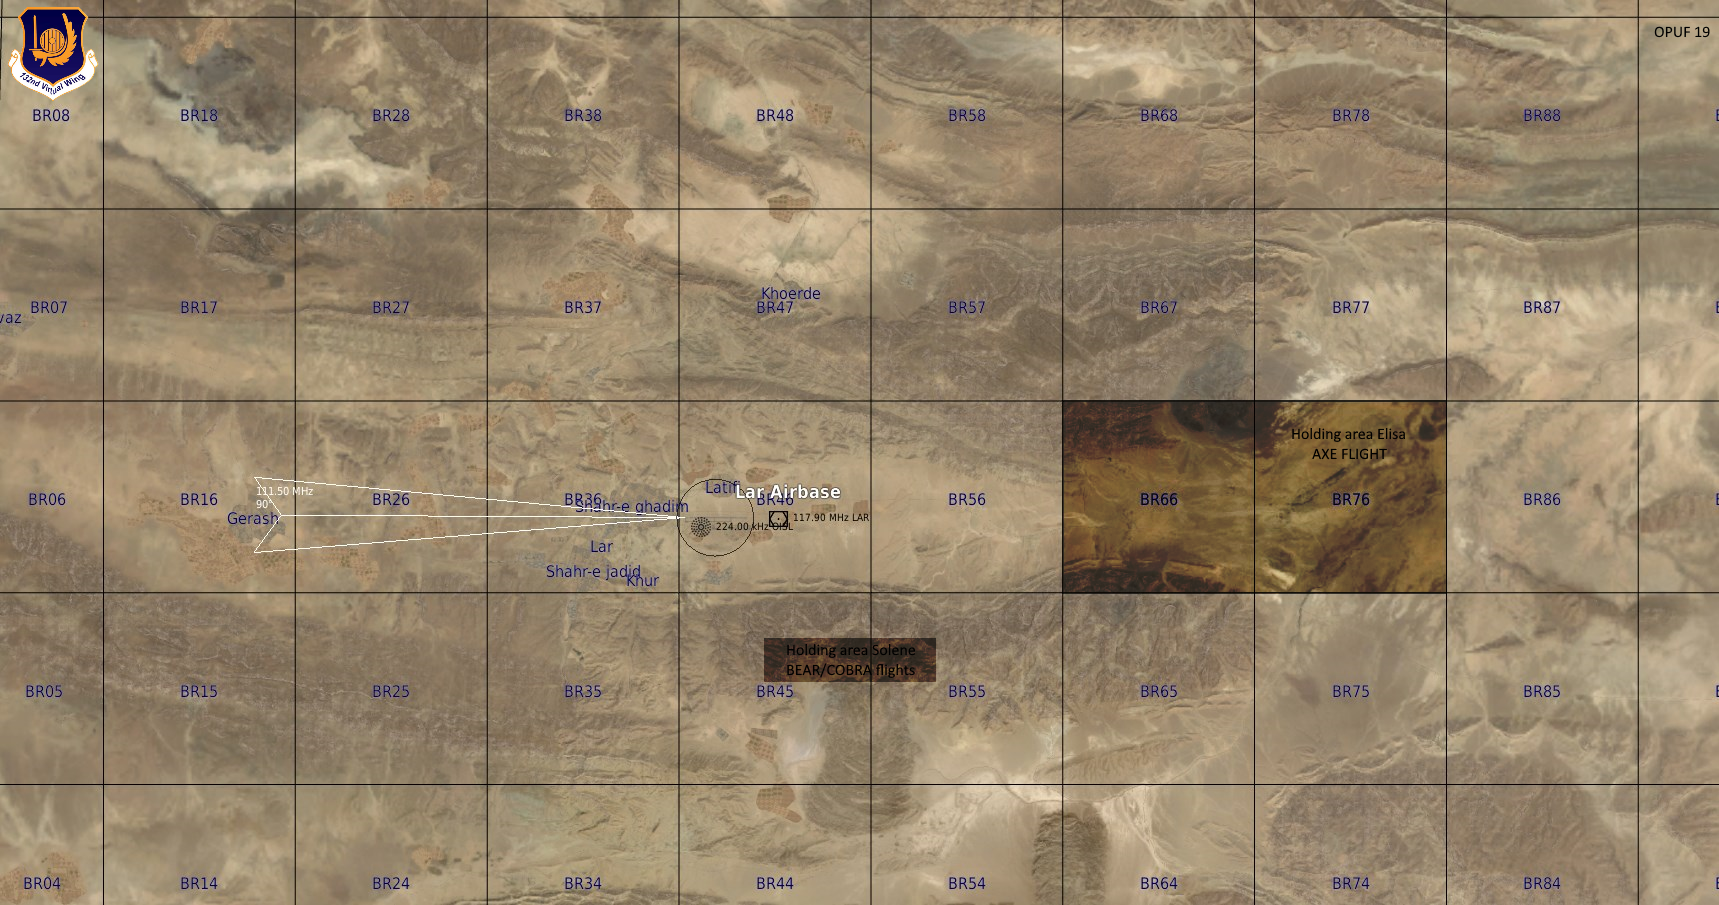 OPUF 19
132nd Virtual Wing
BR08
BR18
BR28
BR38
BR48
BR58
BR68
BR78
BR88
Khoerde
BR07
BR17
BR27
BR37
BR47
BR57
BR67
BR77
BR87
vaz
Holding area Elisa
AXE FLIGHT
111.50 MHz
90°
Latifi
Lar Airbase
BR06
BR16
BR26
BR36
BR46
BR56
BR66
BR76
BR86
Shahr-e qhadim
Gerash
117.90 MHz LAR
224.00 kHz OISL
Lar
Shahr-e jadid
Khur
Holding area Solene
BEAR/COBRA flights
BR05
BR15
BR25
BR35
BR45
BR55
BR65
BR75
BR85
BR04
BR14
BR24
BR34
BR44
BR54
BR64
BR74
BR84